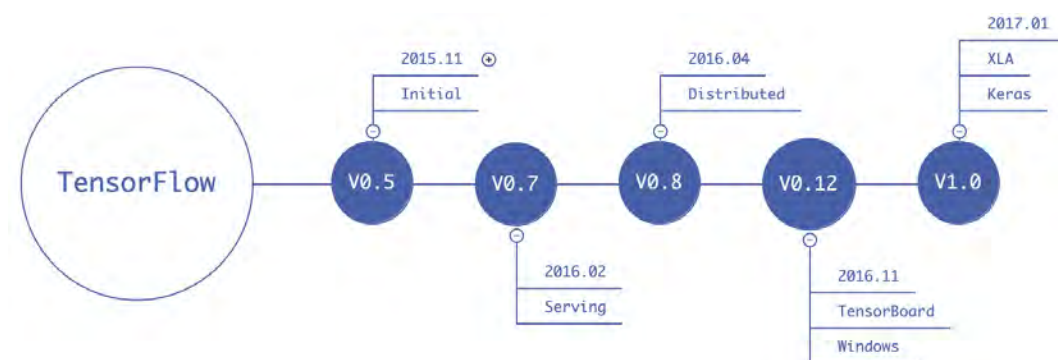 TensorFlow
2015.11
Initial
V0.5
V0.7
2016.02
Serving
2016.04
Distributed
V0.8
V0.12
2016.11
TensorBoard
Windows
2017.01
XLA
Keras
V1.0